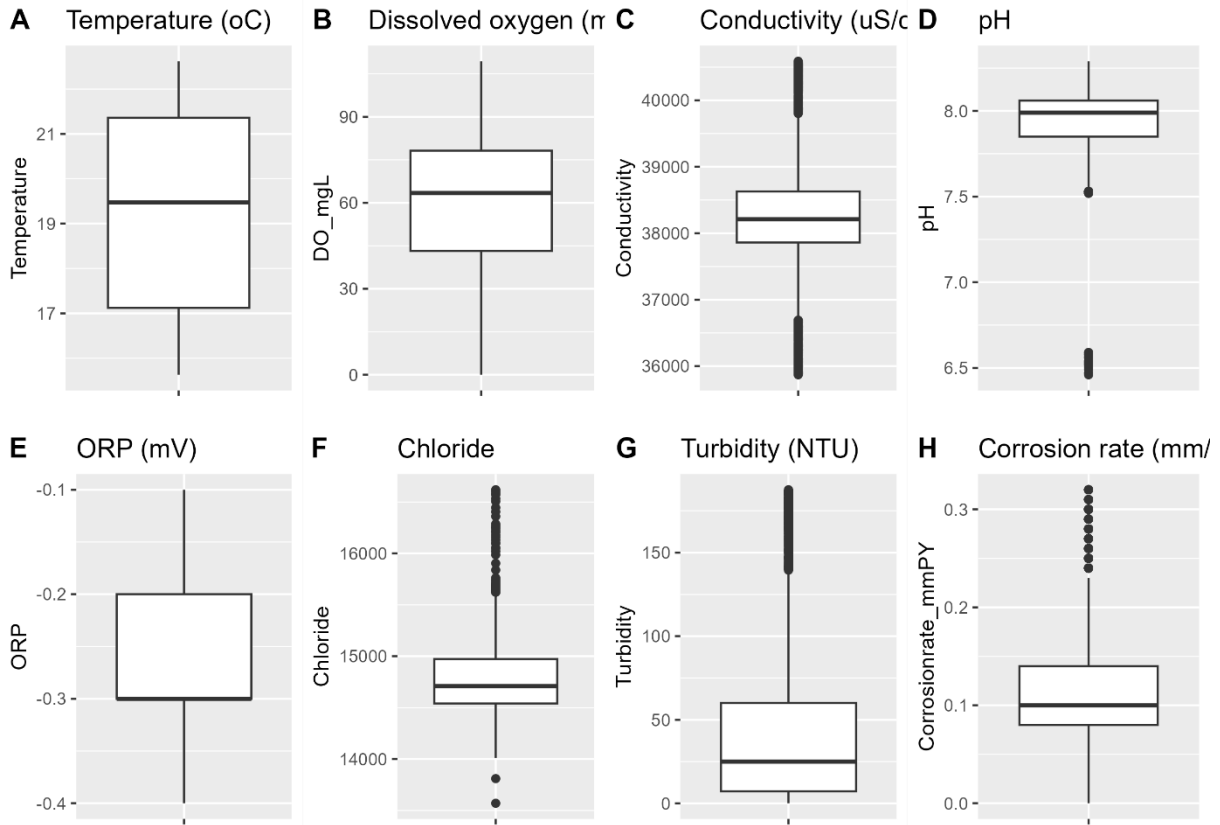 A Temperature (oC)
21
19
17
Temperature
B Dissolved oxygen (m
90
60
30
0
DO_mgL
C Conductivity (uS/c
40000
39000
38000
37000
36000
Conductivity
D pH
8.0
7.5
7.0
6.5
pH
E ORP (mV)
-0.1
-0.2
-0.3
-0.4
ORP
F Chloride
16000
15000
14000
Chloride
G Turbidity (NTU)
150
100
50
0
Turbidity
H Corrosion rate (mm/
0.3
0.2
0.1
0.0
Corrosionrate_mmPY